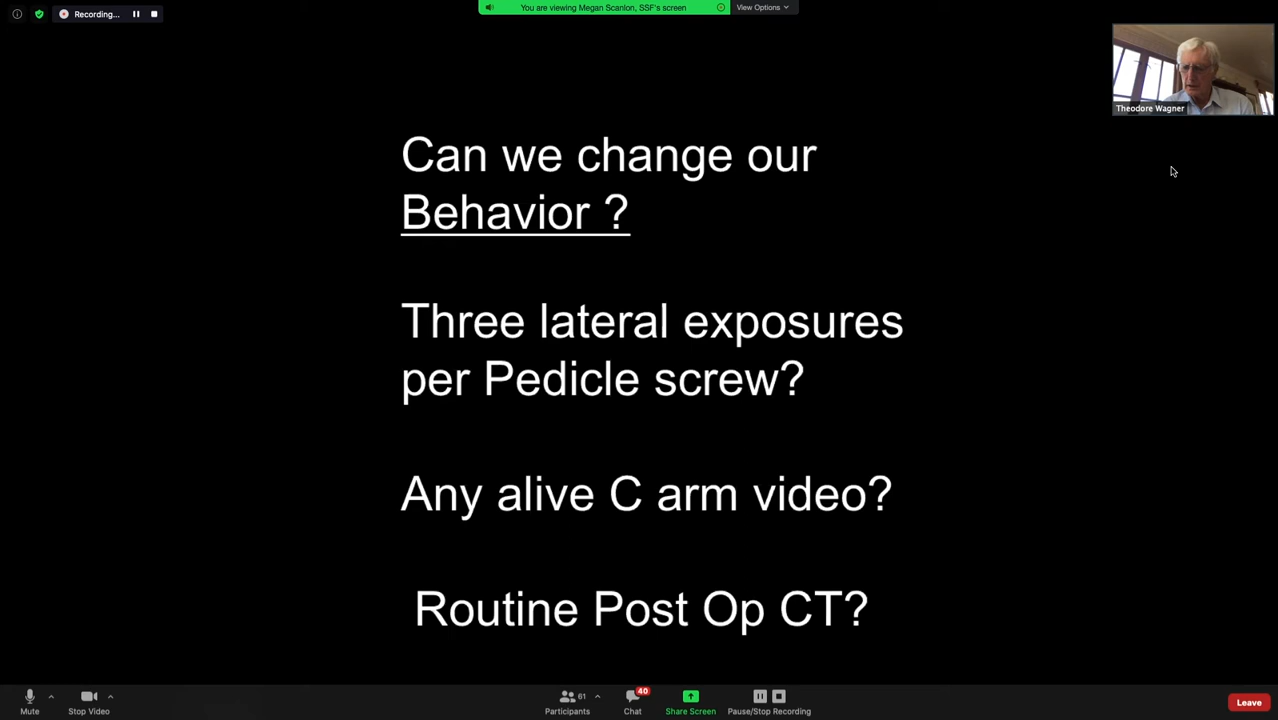 Recording...
You are viewing Megan Scanlon, SSF's screen
View Options
Theodore Wagner
Can we change our
Behavior ?
Three lateral exposures
per Pedicle screw?
Any alive C arm video?
Routine Post Op CT?
Mute
Stop Video
61
Participants
40
Chat
Share Screen
Pause/Stop Recording
Leave